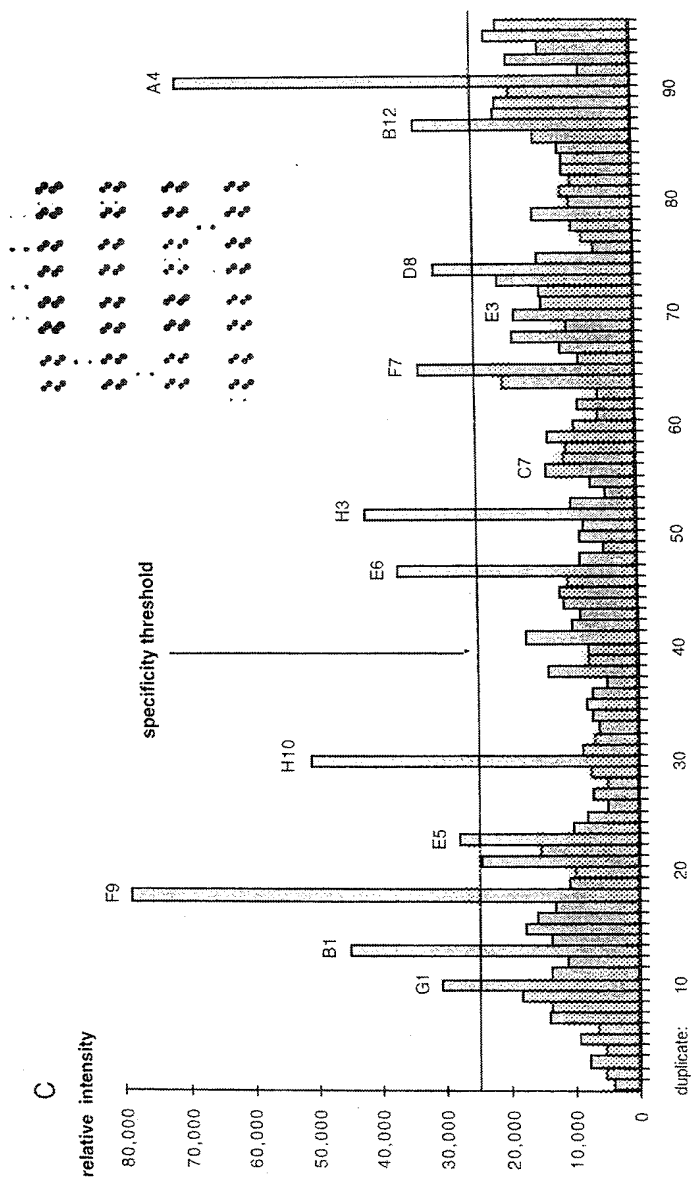 C
relative intensity
80,000
70,000
60,000
50,000
40,000
30,000
20,000
10,000
0
specificity threshold
G1
B1
F9
E5
H10
E6
H3
C7
F7
E3
D8
B12
A4
duplicate: 10 20 30 40 50 60 70 80 90